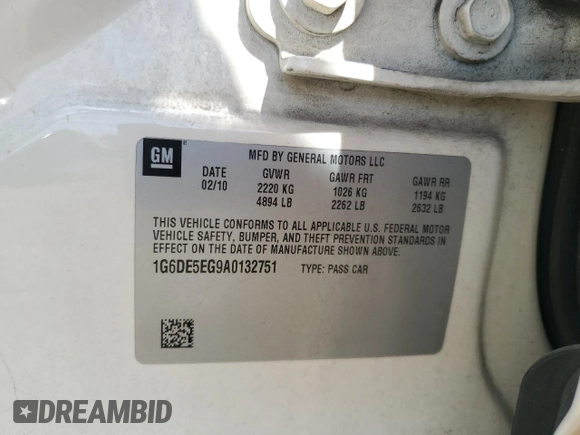 GM
MFD BY GENERAL MOTORS LLC
DATE GVWR GAWR FRT GAWR RR
02/10 2220 KG 1026 KG 1194 KG
4894 LB 2262 LB 2632 LB
THIS VEHICLE CONFORMS TO ALL APPLICABLE U.S. FEDERAL MOTOR
VEHICLE SAFETY, BUMPER, AND THEFT PREVENTION STANDARDS IN
EFFECT ON THE DATE OF MANUFACTURE SHOWN ABOVE.
1G6DE5EG9A0132751 TYPE: PASS CAR
DREAMBID